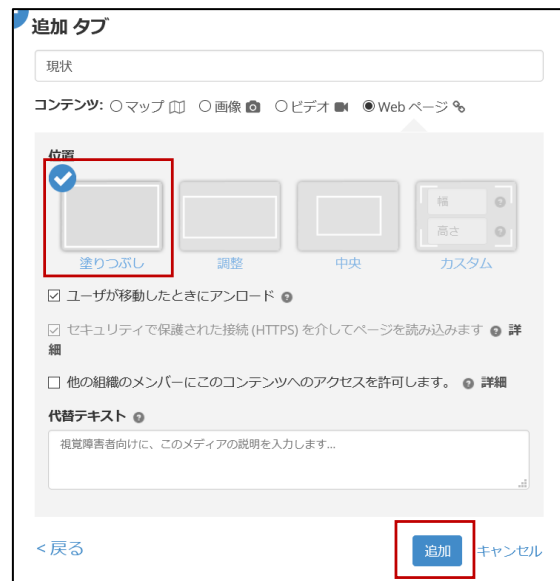 追加 タブ
現状
コンテンツ: マップ 画像 ビデオ Web ページ
位置
幅
高さ
塗りつぶし 調整 中央 カスタム
ユーザが移動したときにアンロード
セキュリティで保護された接続 (HTTPS) を介してページを読み込みます 詳
細
他の組織のメンバーにこのコンテンツへのアクセスを許可します。 詳細
代替テキスト
視覚障害者向けに、このメディアの説明を入力します...
< 戻る 追加 キャンセル